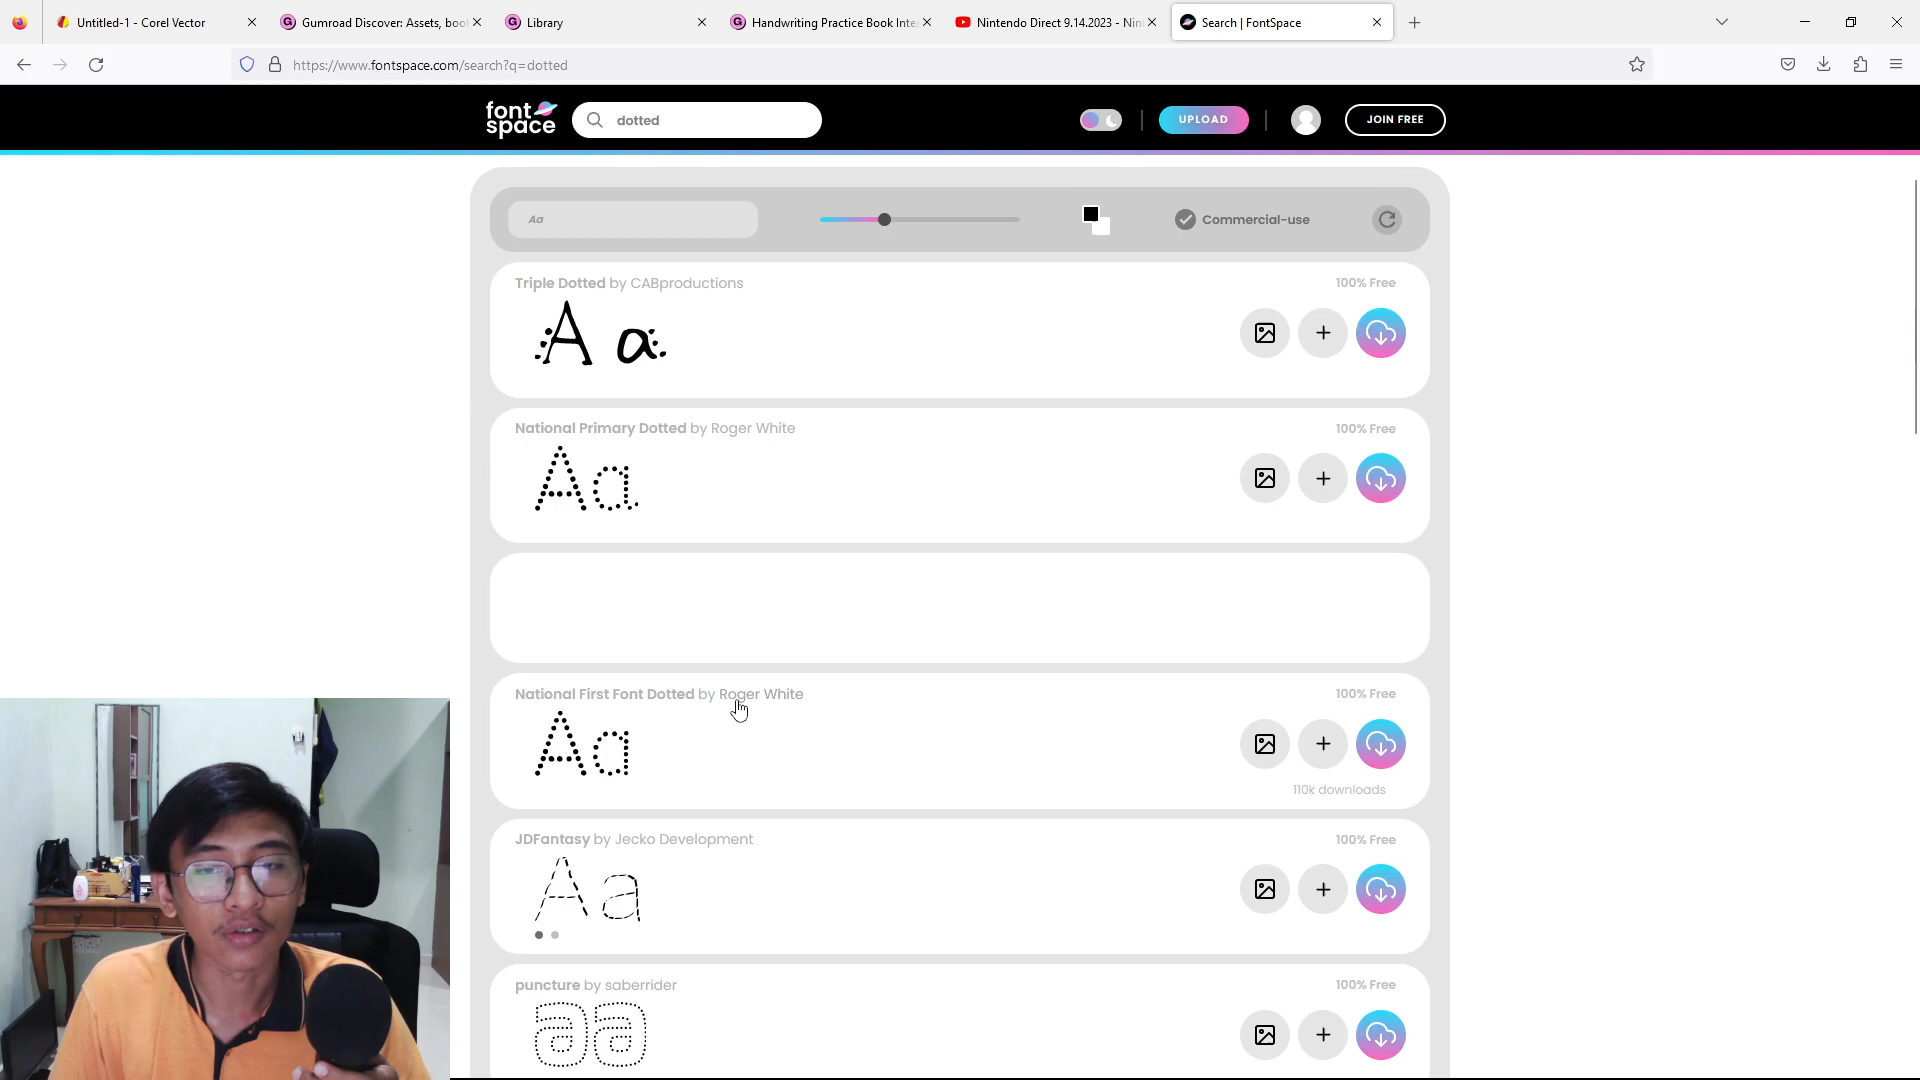 Untitled-1 - Corel Vector
Gumroad Discover: Assets, boo
Library
Handwriting Practice Book Inte
Nintendo Direct 9.14.2023 - Nin
Search | FontSpace
https://www.fontspace.com/search?q=dotted
font space
dotted
UPLOAD
JOIN FREE
Aa
Commercial-use
Triple Dotted by CABproductions
100% Free
A a
National Primary Dotted by Roger White
100% Free
Aa
National First Font Dotted by Roger White
100% Free
Aa
110k downloads
JDFantasy by Jecko Development
100% Free
Aa
puncture by saberrider
100% Free
aa